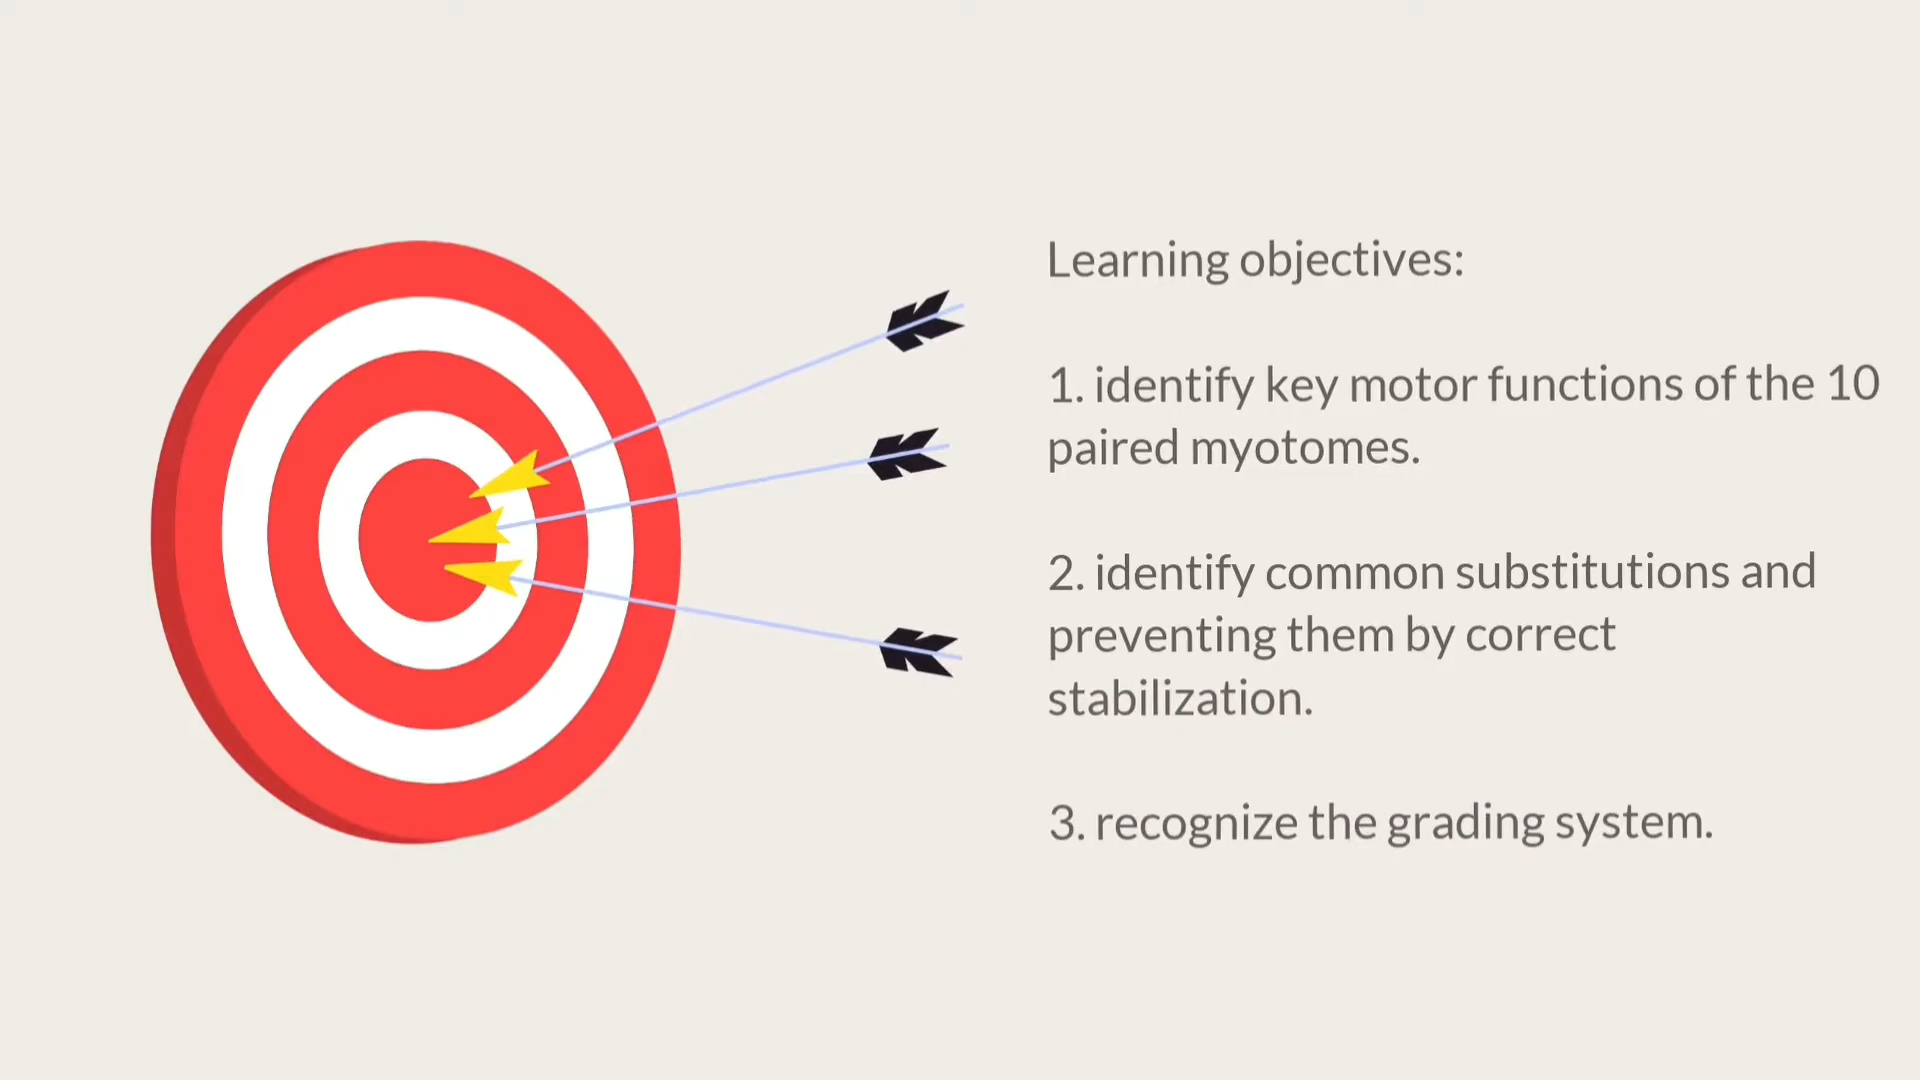 Learning objectives:
1. identify key motor functions of the 10
paired myotomes.
2. identify common substitutions and
preventing them by correct
stabilization.
3. recognize the grading system.